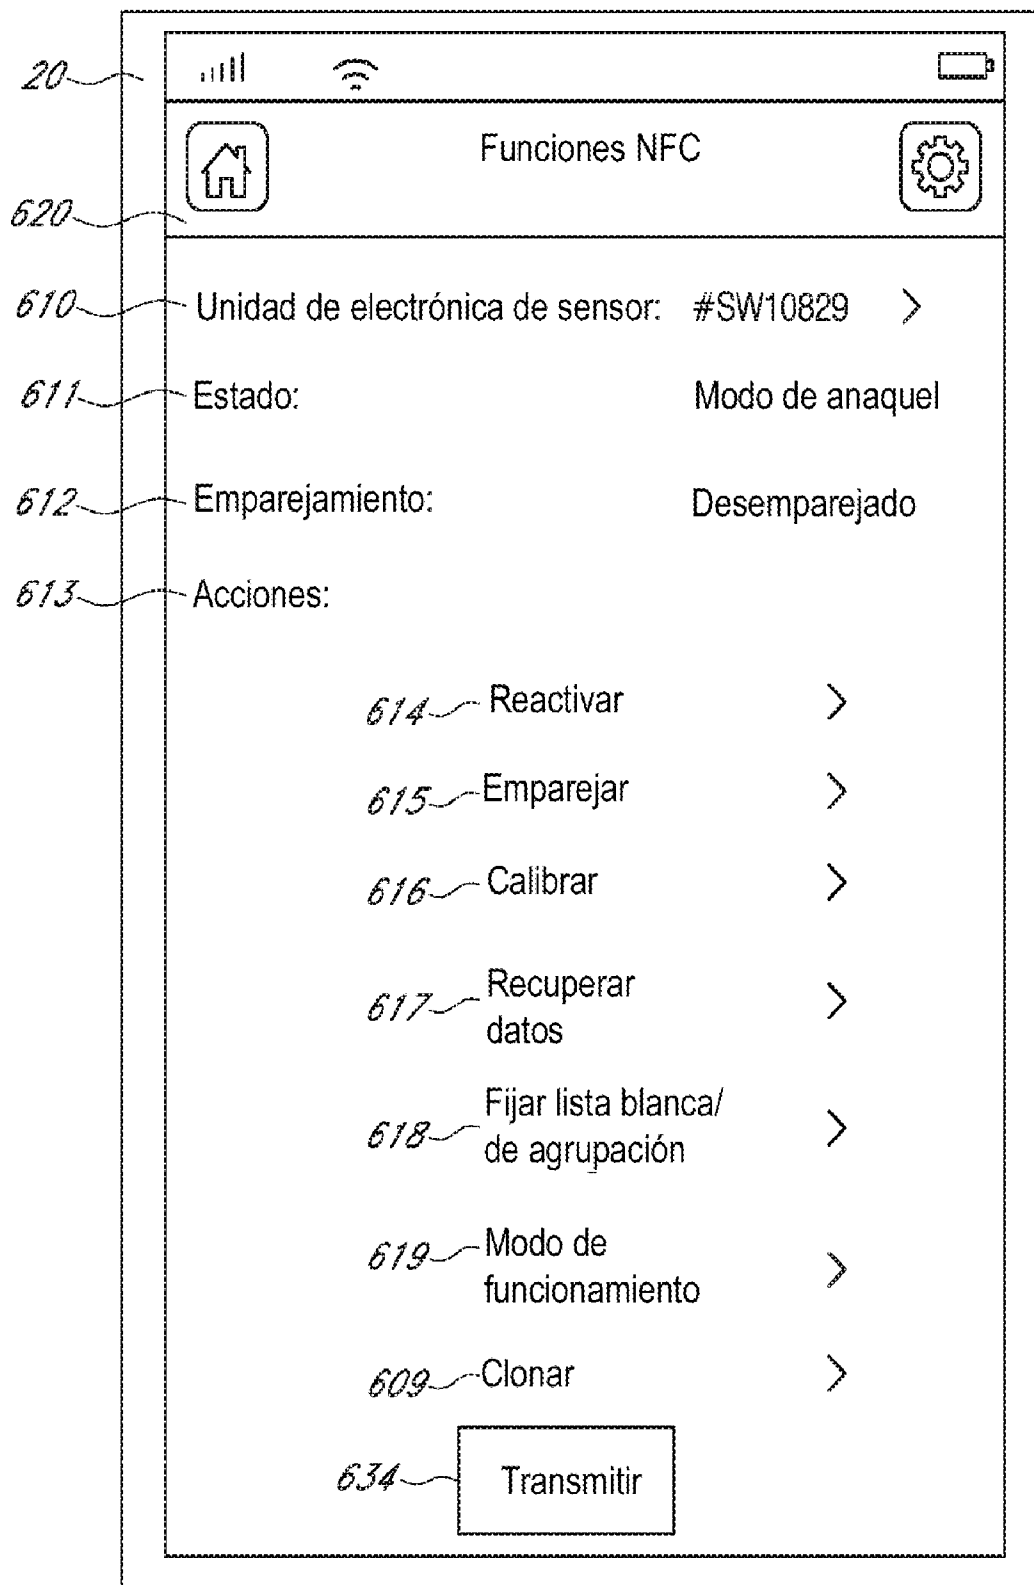 20
Funciones NFC
620
610 Unidad de electrónica de sensor: #SW10829 >
611 Estado: Modo de anaquel
612 Emparejamiento: Desemparejado
613 Acciones:
614 Reactivar >
615 Emparejar >
616 Calibrar >
617 Recuperar
datos >
618 Fijar lista blanca/
de agrupación >
619 Modo de
funcionamiento >
609 Clonar >
634 Transmitir